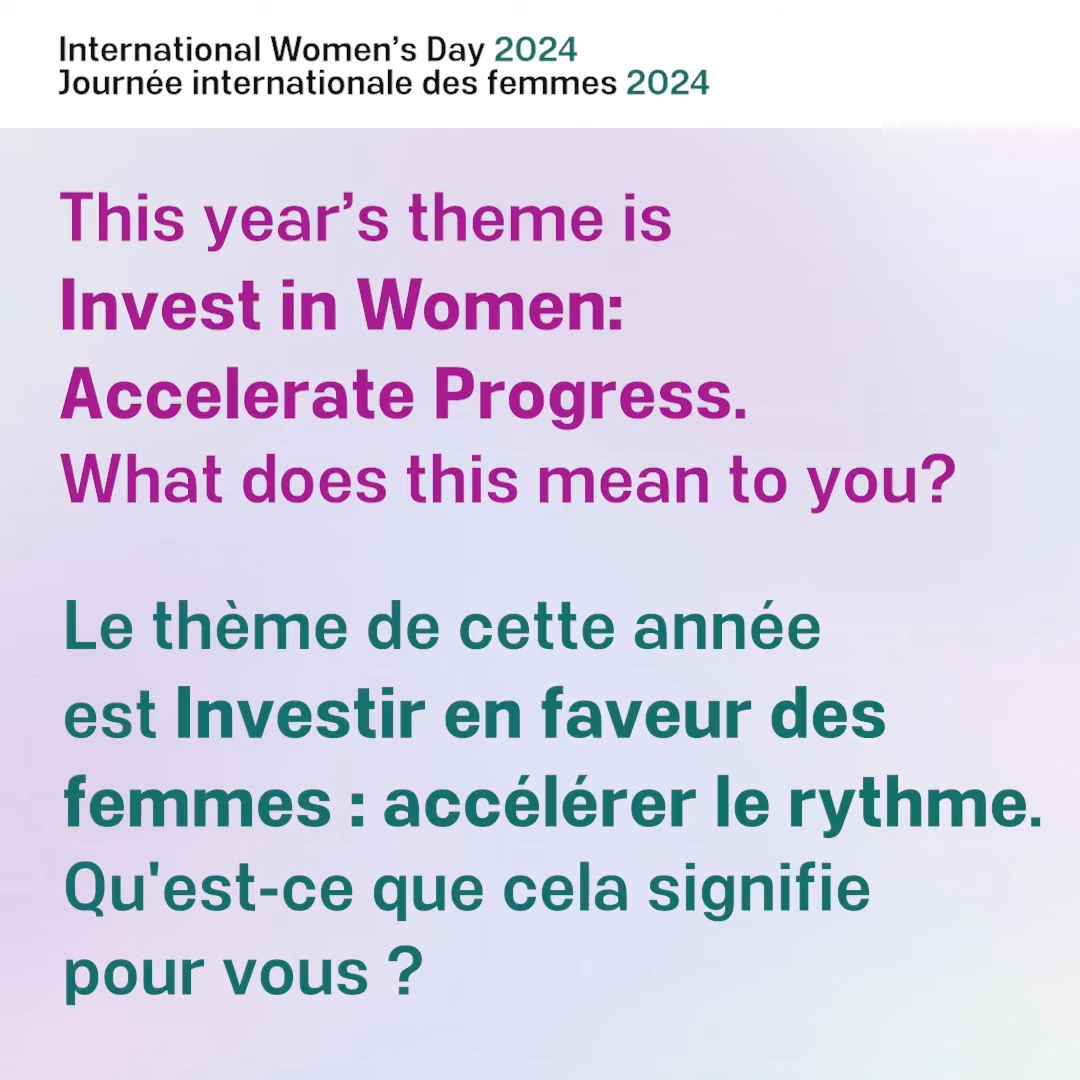 International Women’s Day 2024
Journée internationale des femmes 2024
This year’s theme is
Invest in Women:
Accelerate Progress.
What does this mean to you?
Le thème de cette année
est Investir en faveur des
femmes : accélérer le rythme.
Qu'est-ce que cela signifie
pour vous ?